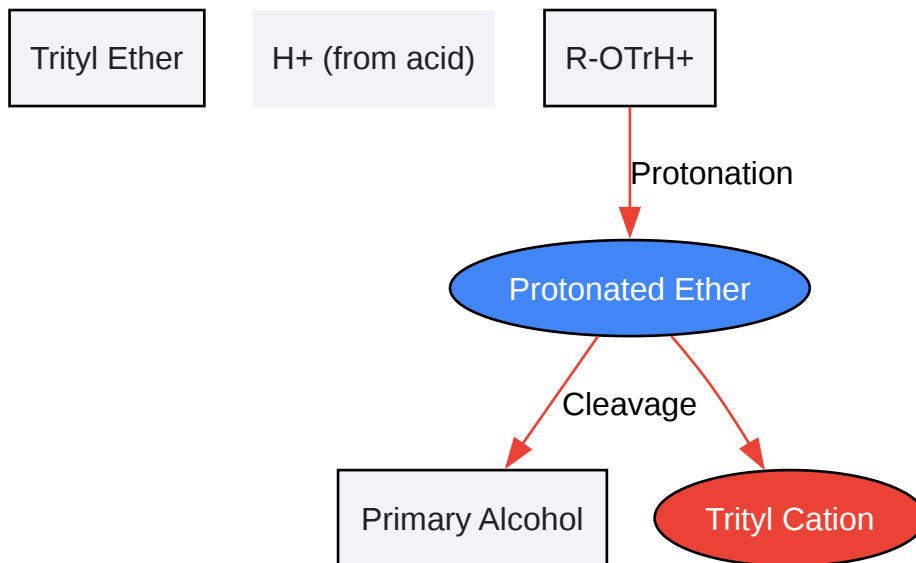 Trityl Ether
H+ (from acid)
R-OTrH+
Protonation
Protonated Ether
Cleavage
Primary Alcohol
Trityl Cation